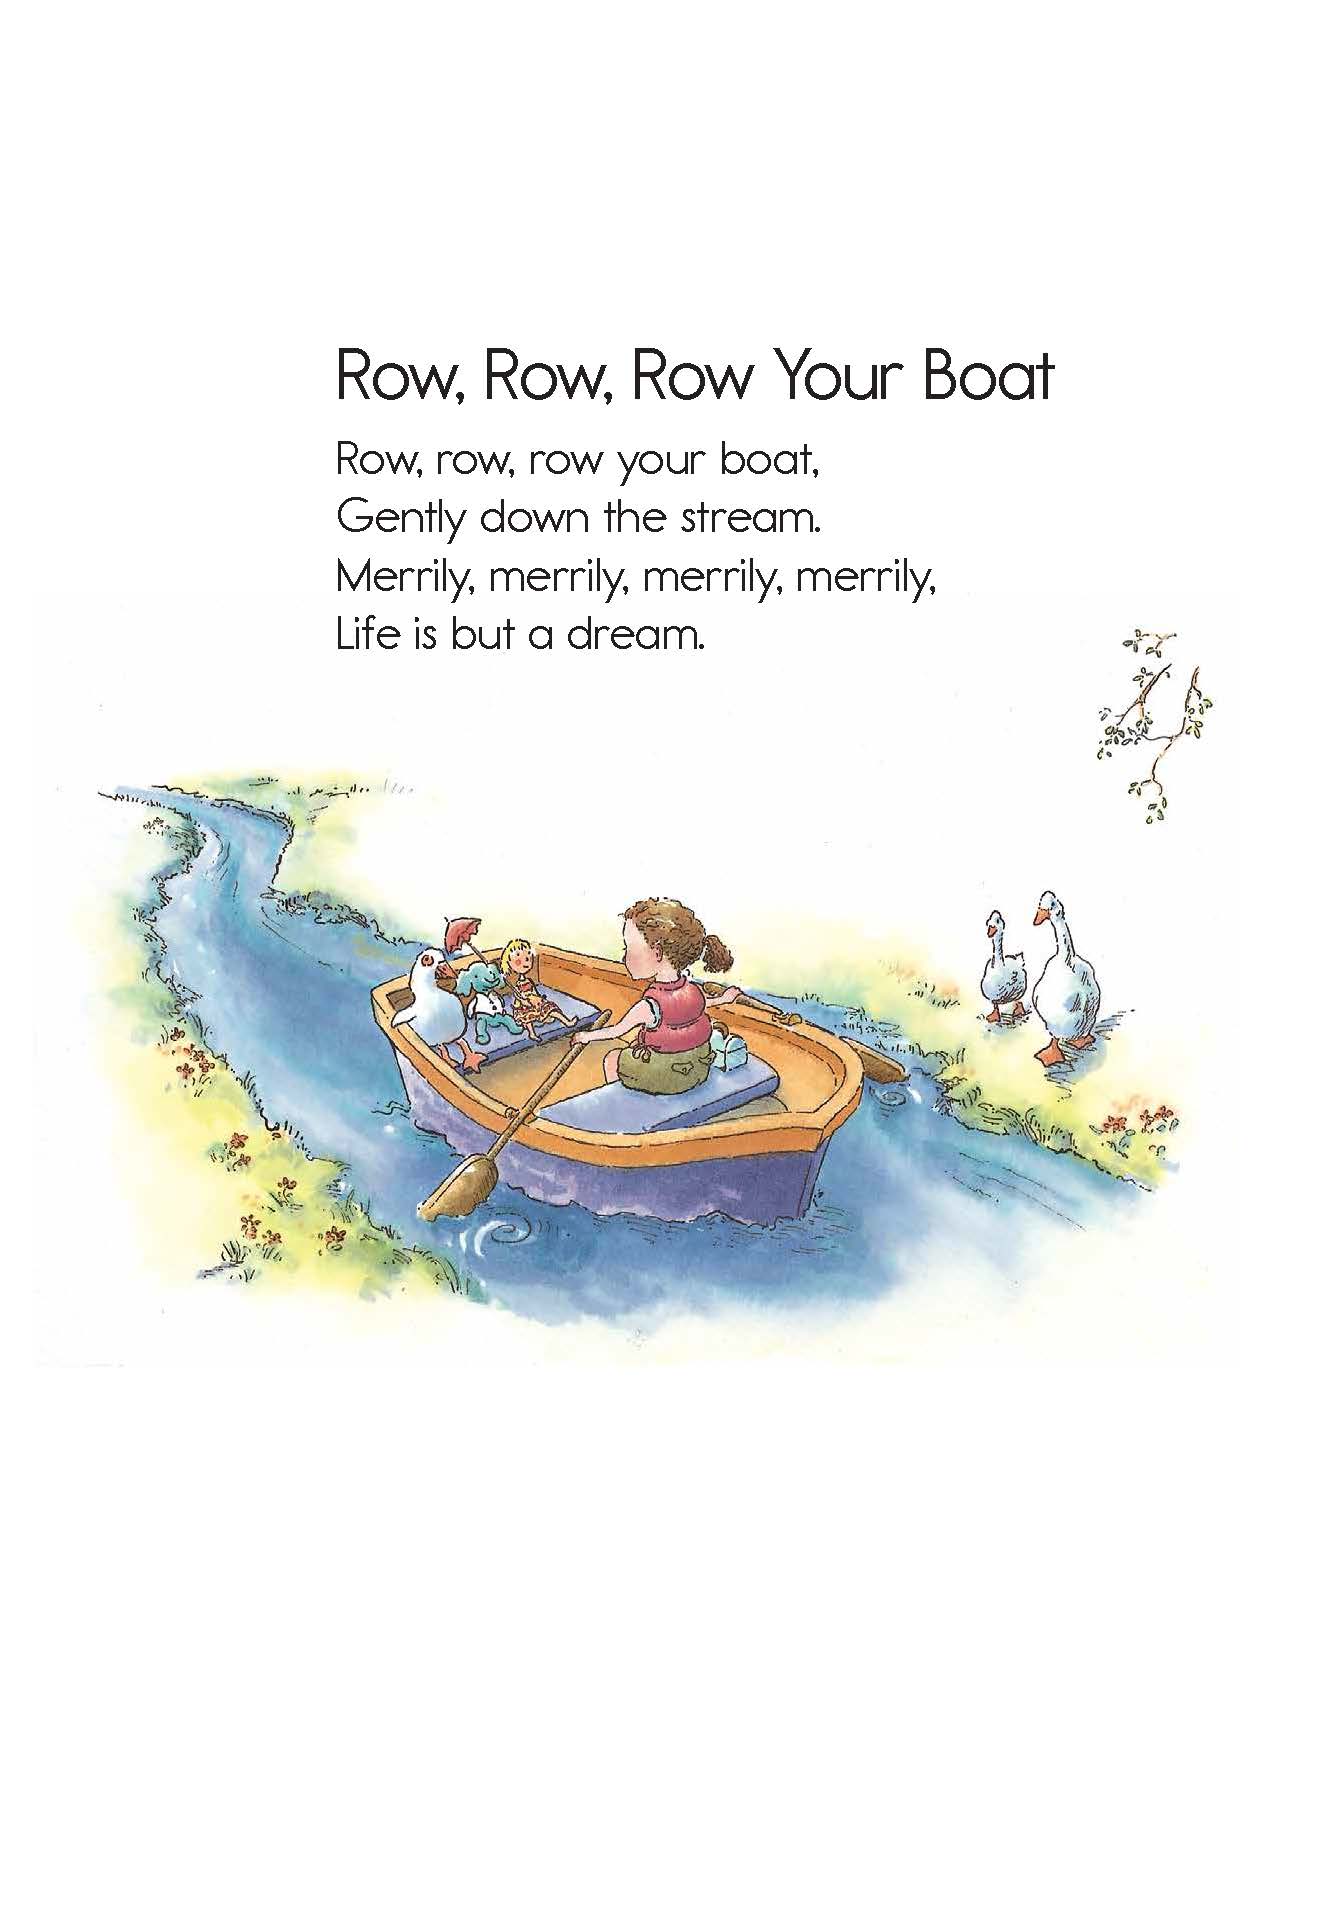 Row, Row, Row Your Boat
Row, row, row your boat,
Gently down the stream.
Merrily, merrily, merrily, merrily,
Life is but a dream.